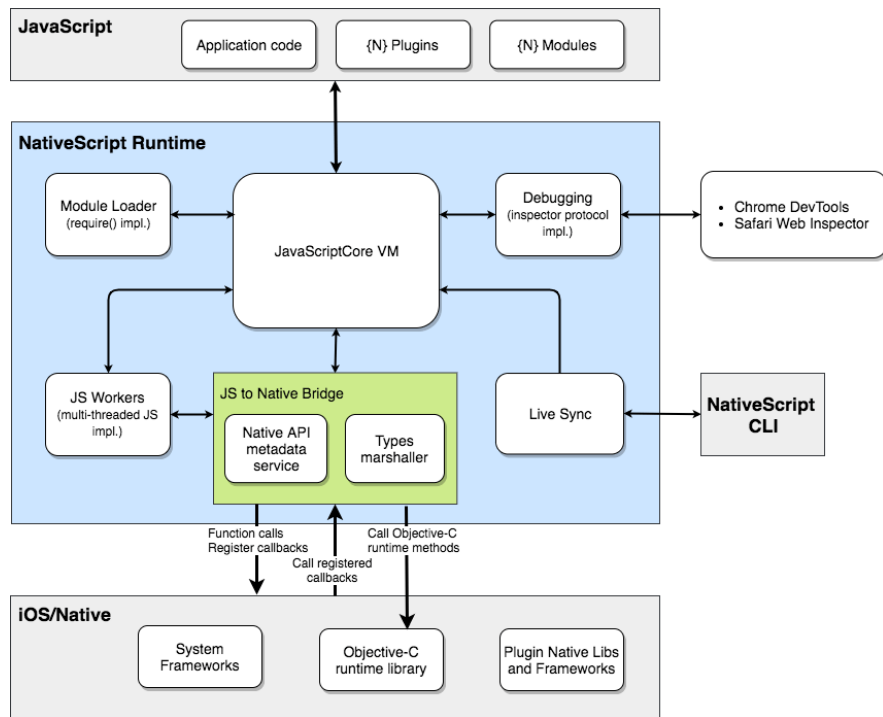 JavaScript
Application code
{N} Plugins
{N} Modules
NativeScript Runtime
Module Loader
(require() impl.)
JavaScriptCore VM
Debugging
(inspector protocol
impl.)
• Chrome DevTools
• Safari Web Inspector
JS Workers
(multi-threaded JS
impl.)
JS to Native Bridge
Native API
metadata
service
Types
marshaller
Live Sync
NativeScript
CLI
Function calls
Register callbacks
Call registered
callbacks
Call Objective-C
runtime methods
iOS/Native
System
Frameworks
Objective-C
runtime library
Plugin Native Libs
and Frameworks